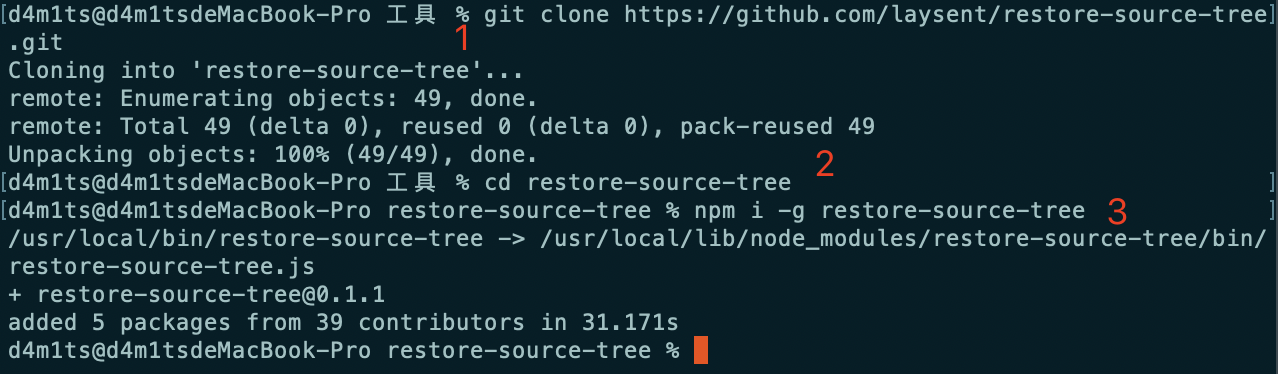 [d4m1ts@d4m1tsdeMacBook-Pro 工具 % git clone https://github.com/laysent/restore-source-tree]
.git
1
Cloning into 'restore-source-tree'...
remote: Enumerating objects: 49, done.
remote: Total 49 (delta 0), reused 0 (delta 0), pack-reused 49
Unpacking objects: 100% (49/49), done.
2
[d4m1ts@d4m1tsdeMacBook-Pro 工具 % cd restore-source-tree ]
[d4m1ts@d4m1tsdeMacBook-Pro restore-source-tree % npm i -g restore-source-tree 3 ]
/usr/local/bin/restore-source-tree -> /usr/local/lib/node_modules/restore-source-tree/bin/
restore-source-tree.js
+ restore-source-tree@0.1.1
added 5 packages from 39 contributors in 31.171s
d4m1ts@d4m1tsdeMacBook-Pro restore-source-tree %